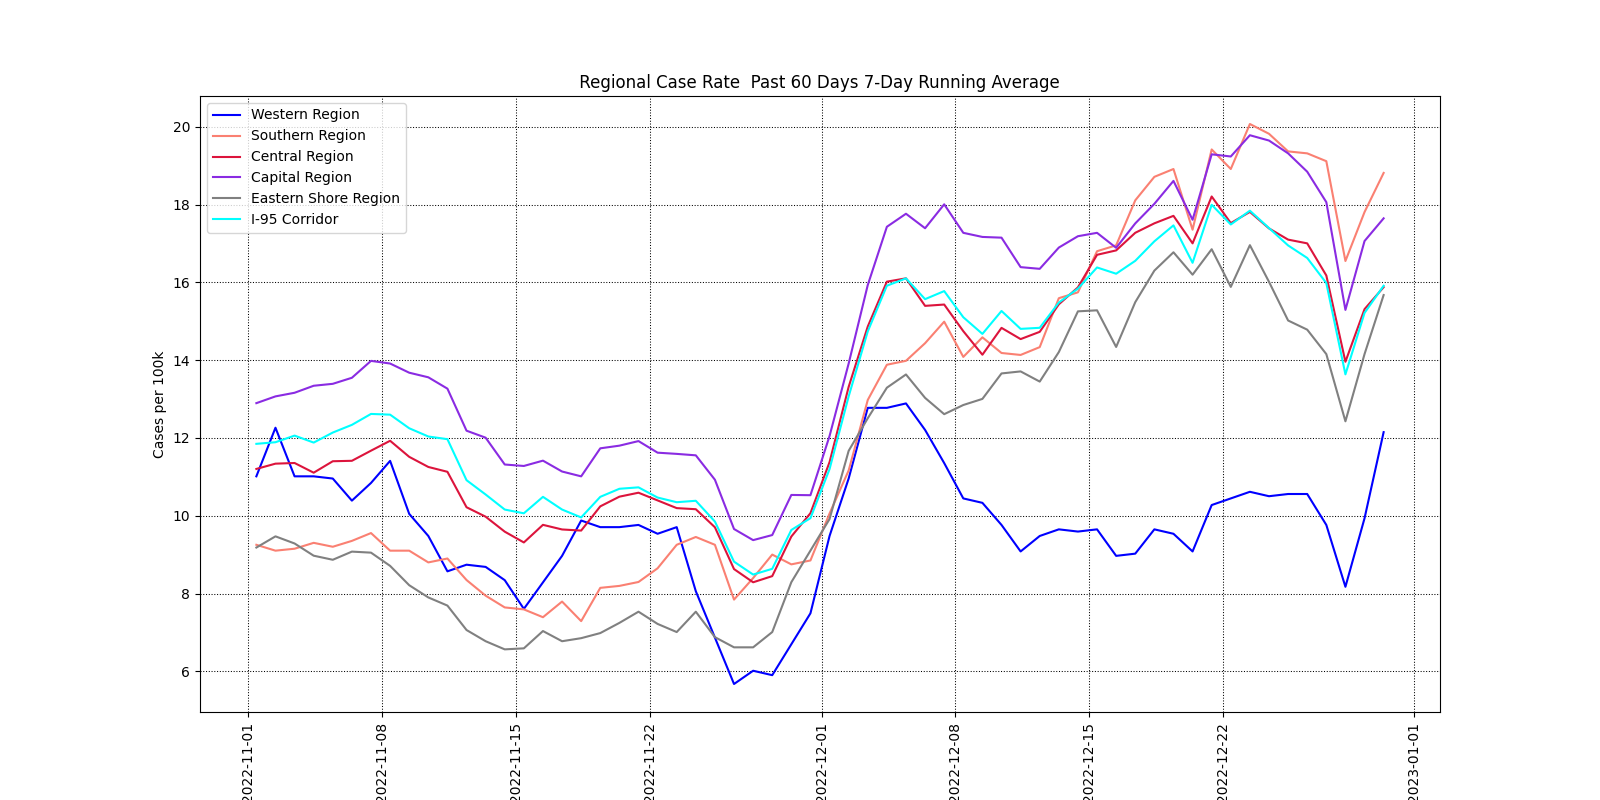 Regional Case Rate  Past 60 Days 7-Day Running Average
Western Region
Southern Region
Central Region
Capital Region
Eastern Shore Region
I-95 Corridor
Cases per 100k
20
18
16
14
12
10
8
6
2022-11-01
2022-11-08
2022-11-15
2022-11-22
2022-12-01
2022-12-08
2022-12-15
2022-12-22
2023-01-01